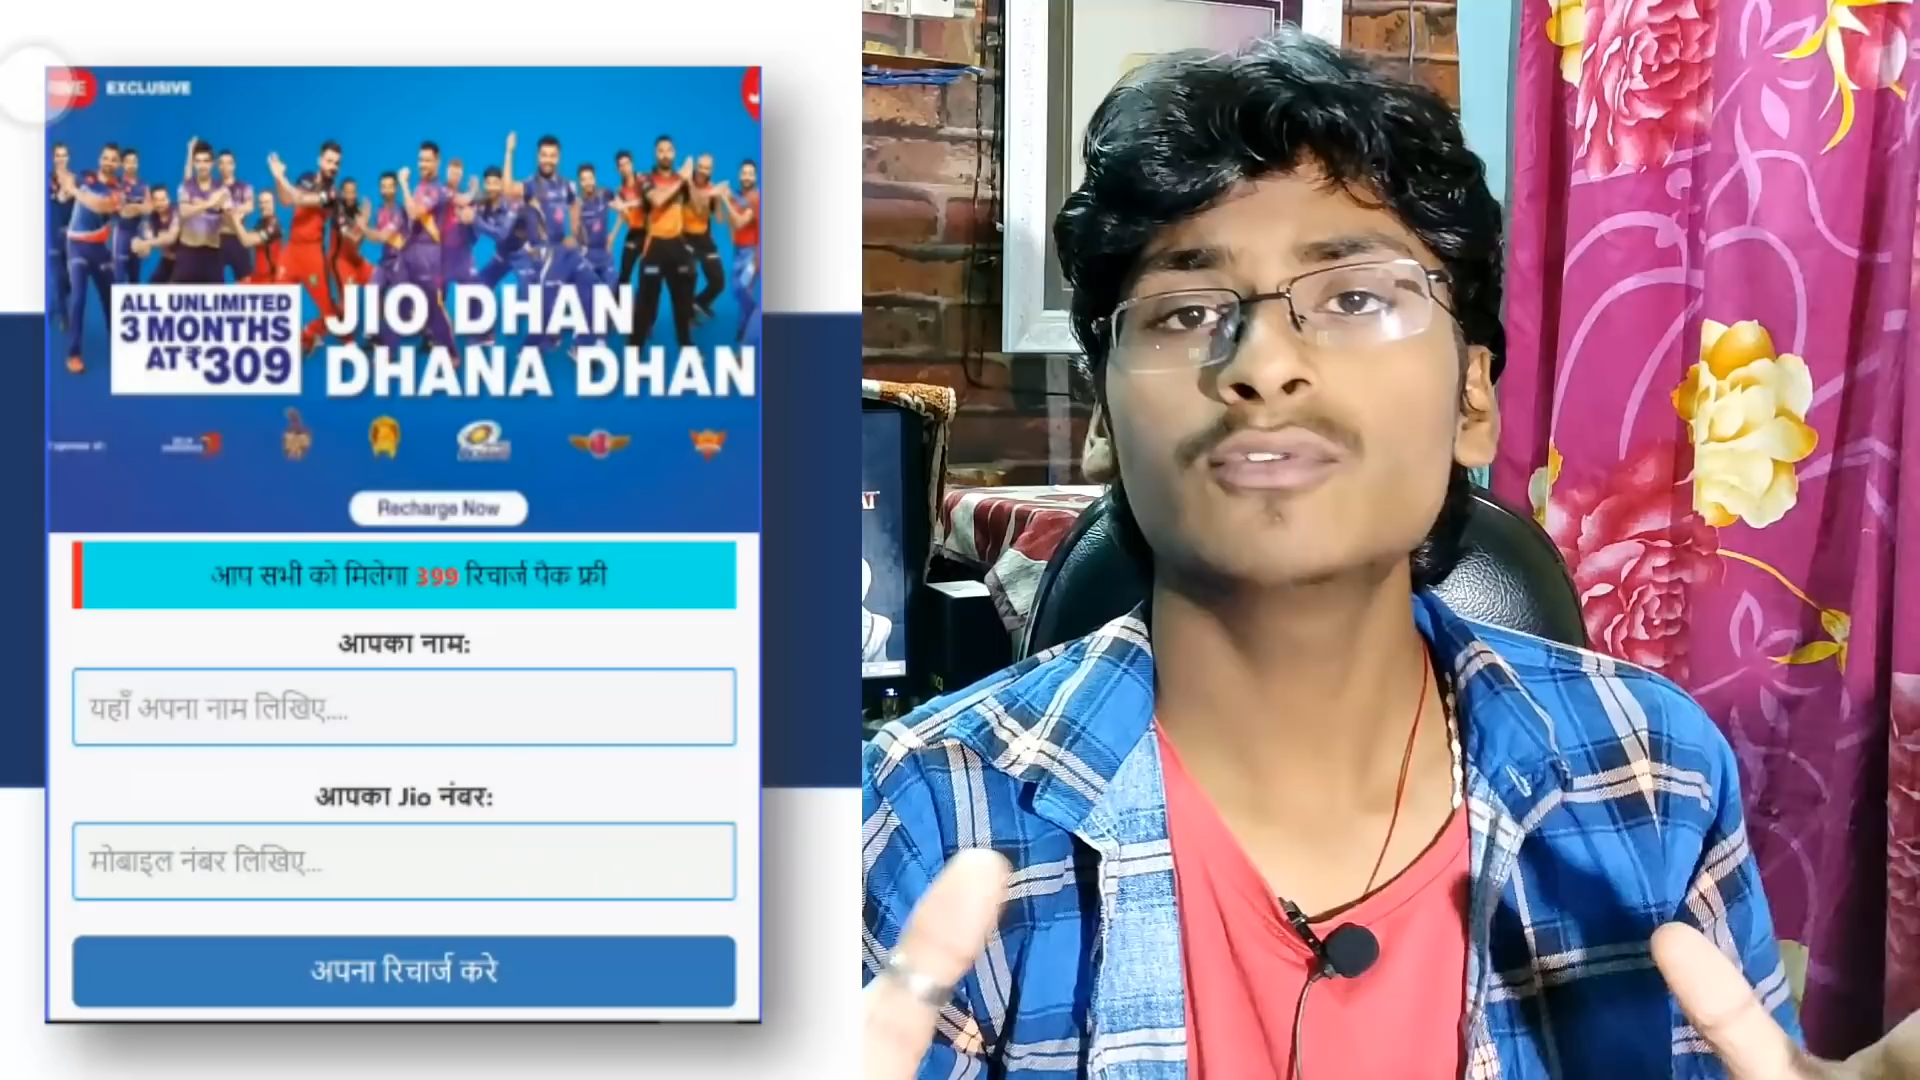 EXCLUSIVE
ALL UNLIMITED
3 MONTHS
AT ₹309
JIO DHAN
DHANA DHAN
Recharge Now
आप सभी को मिलेगा 399 रिचार्ज पैक फ्री
आपका नाम:
यहाँ अपना नाम लिखिए....
आपका Jio नंबर:
मोबाइल नंबर लिखिए...
अपना रिचार्ज करे